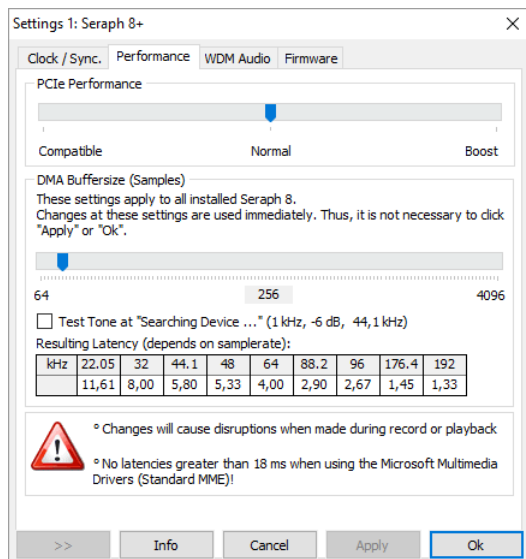 Settings 1: Seraph 8+
Clock / Sync. Performance WDM Audio Firmware
PCIe Performance
Compatible Normal Boost
DMA Buffersize (Samples)
These settings apply to all installed Seraph 8.
Changes at these settings are used immediately. Thus, it is not necessary to click
"Apply" or "Ok".
64 256 4096
Test Tone at "Searching Device ..." (1 kHz, -6 dB, 44,1 kHz)
Resulting Latency (depends on samplerate):
kHz 22.05 32 44.1 48 64 88.2 96 176.4 192
11,61 8,00 5,80 5,33 4,00 2,90 2,67 1,45 1,33
° Changes will cause disruptions when made during record or playback
° No latencies greater than 18 ms when using the Microsoft Multimedia
Drivers (Standard MME)!
>> Info Cancel Apply Ok